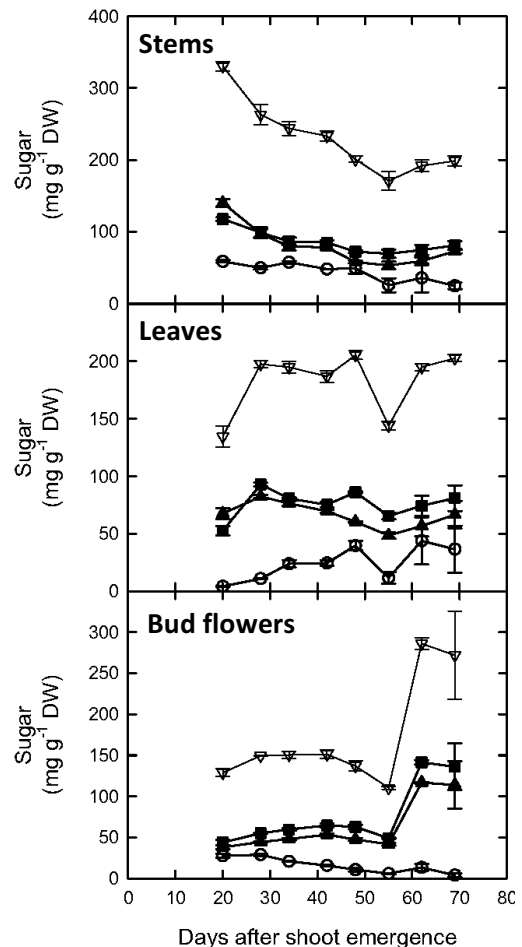 Stems
400
300
200
100
0
Sugar
(mg g⁻¹ DW)
Leaves
200
150
100
50
0
Sugar
(mg g⁻¹ DW)
Bud flowers
300
250
200
150
100
50
0
Sugar
(mg g⁻¹ DW)
0 10 20 30 40 50 60 70 80
Days after shoot emergence